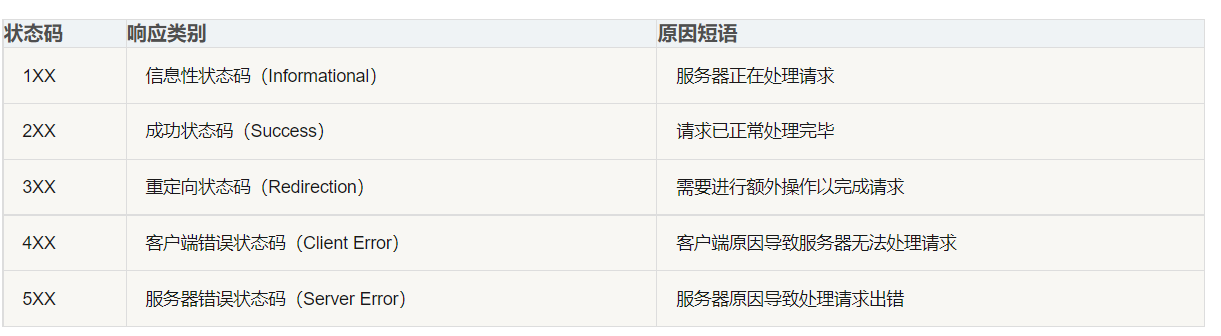 状态码 响应类别 原因短语
1XX 信息性状态码（Informational） 服务器正在处理请求
2XX 成功状态码（Success） 请求已正常处理完毕
3XX 重定向状态码（Redirection） 需要进行额外操作以完成请求
4XX 客户端错误状态码（Client Error） 客户端原因导致服务器无法处理请求
5XX 服务器错误状态码（Server Error） 服务器原因导致处理请求出错